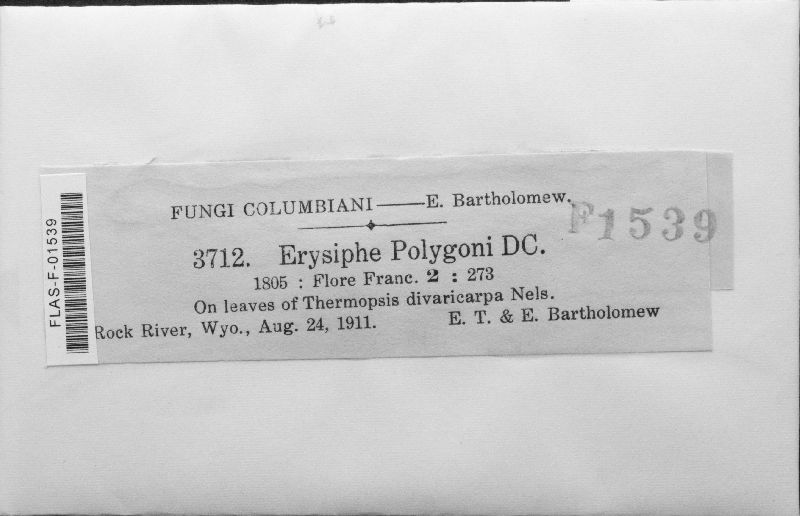 FUNGI COLUMBIANI——E. Bartholomew.
F1539
3712. Erysiphe Polygoni DC.
1805 : Flore Franc. 2 : 273
On leaves of Thermopsis divaricarpa Nels.
Rock River, Wyo., Aug. 24, 1911. E. T. & E. Bartholomew
FLAS-F-01539